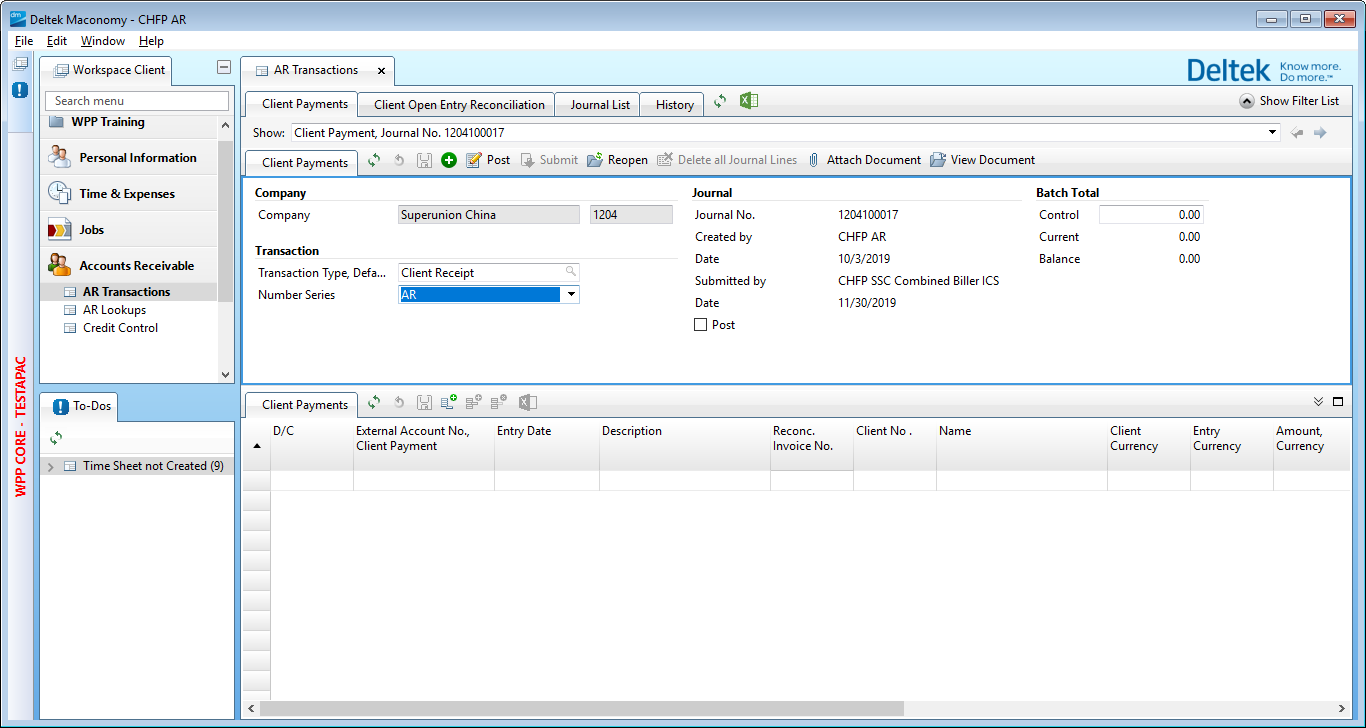 dm Deltek Maconomy - CHFP AR
File Edit Window Help
Workspace Client
AR Transactions
Deltek Know more. Do more.™
Search menu
WPP Training
Personal Information
Time & Expenses
Jobs
Accounts Receivable
AR Transactions
AR Lookups
Credit Control
WPP CORE - TESTAPAC
To-Dos
Time Sheet not Created (9)
Client Payments Client Open Entry Reconciliation Journal List History
Show Filter List
Show: Client Payment, Journal No. 1204100017
Client Payments Post Submit Reopen Delete all Journal Lines Attach Document View Document
Company
Company Superunion China 1204
Transaction
Transaction Type, Defa... Client Receipt
Number Series AR
Journal
Journal No. 1204100017
Created by CHFP AR
Date 10/3/2019
Submitted by CHFP SSC Combined Biller ICS
Date 11/30/2019
Post
Batch Total
Control 0.00
Current 0.00
Balance 0.00
Client Payments
D/C External Account No., Entry Date Description Reconc. Client No . Name Client Entry Amount,
Client Payment Invoice No. Currency Currency Currency